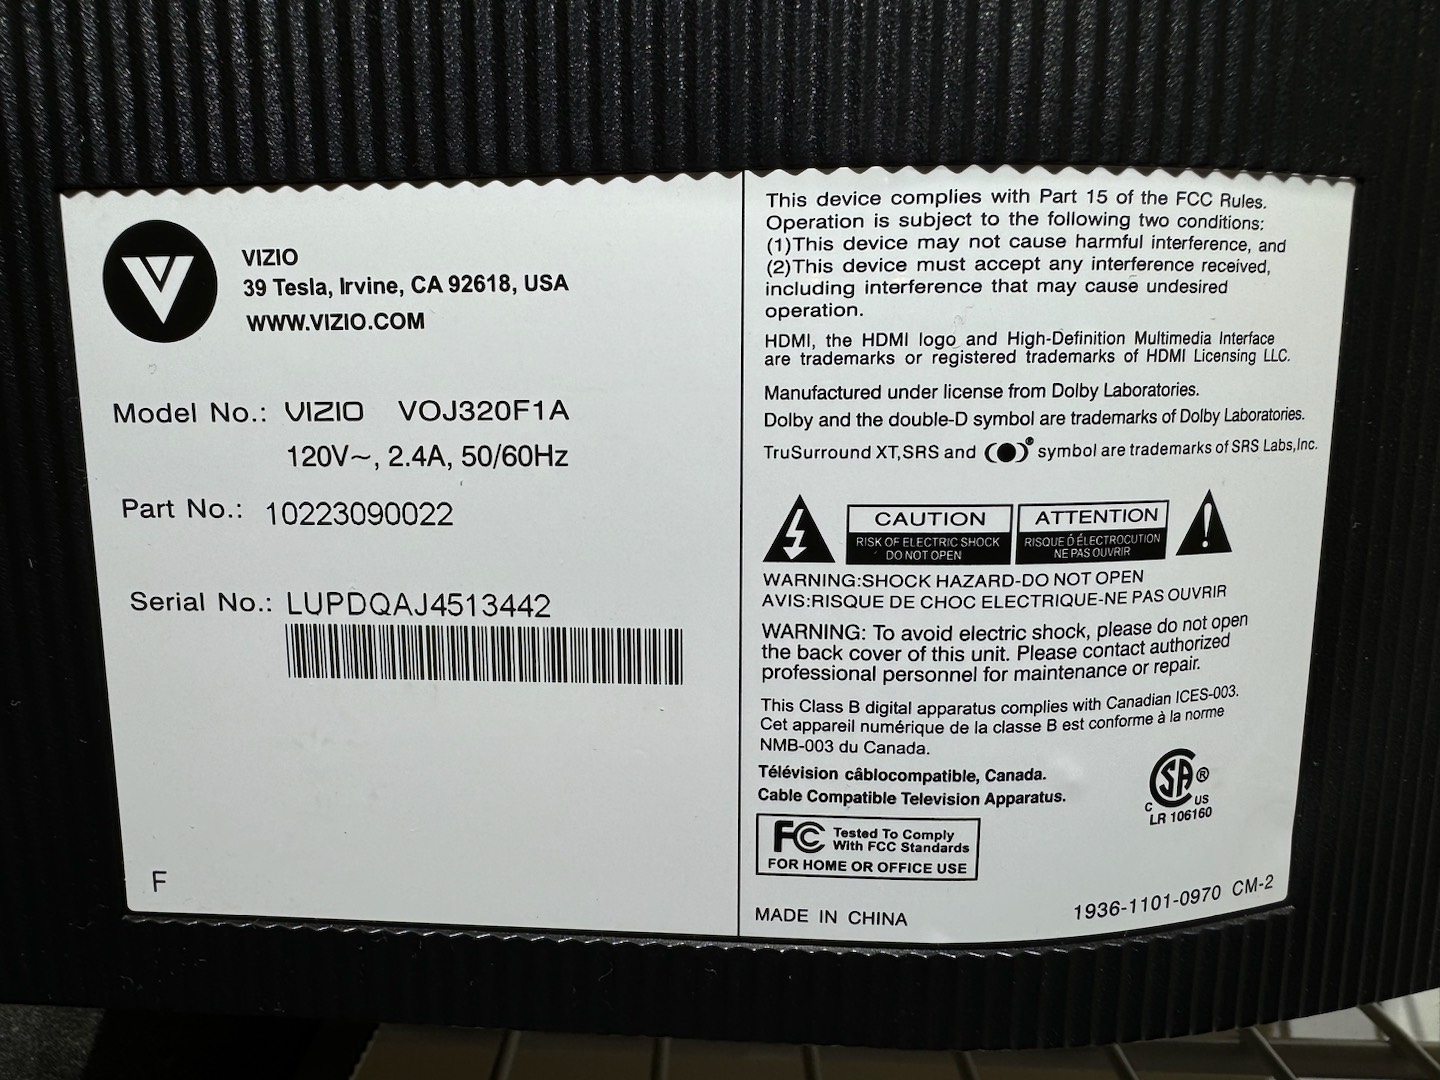 VIZIO
39 Tesla, Irvine, CA 92618, USA
WWW.VIZIO.COM
Model No.: VIZIO VOJ320F1A
120V~, 2.4A, 50/60Hz
Part No.: 10223090022
Serial No.: LUPDQAJ4513442
F
This device complies with Part 15 of the FCC Rules.
Operation is subject to the following two conditions:
(1)This device may not cause harmful interference, and
(2)This device must accept any interference received,
including interference that may cause undesired
operation.
HDMI, the HDMI logo and High-Definition Multimedia Interface
are trademarks or registered trademarks of HDMI Licensing LLC.
Manufactured under license from Dolby Laboratories.
Dolby and the double-D symbol are trademarks of Dolby Laboratories.
TruSurround XT,SRS and ® symbol are trademarks of SRS Labs,Inc.
CAUTION
RISK OF ELECTRIC SHOCK
DO NOT OPEN
ATTENTION
RISQUE D ÉLECTROCUTION
NE PAS OUVRIR
WARNING:SHOCK HAZARD-DO NOT OPEN
AVIS:RISQUE DE CHOC ELECTRIQUE-NE PAS OUVRIR
WARNING: To avoid electric shock, please do not open
the back cover of this unit. Please contact authorized
professional personnel for maintenance or repair.
This Class B digital apparatus complies with Canadian ICES-003.
Cet appareil numérique de la classe B est conforme à la norme
NMB-003 du Canada.
Télévision câblocompatible, Canada.
Cable Compatible Television Apparatus.
SA ®
C US
LR 106160
FC Tested To Comply
With FCC Standards
FOR HOME OR OFFICE USE
MADE IN CHINA
1936-1101-0970 CM-2